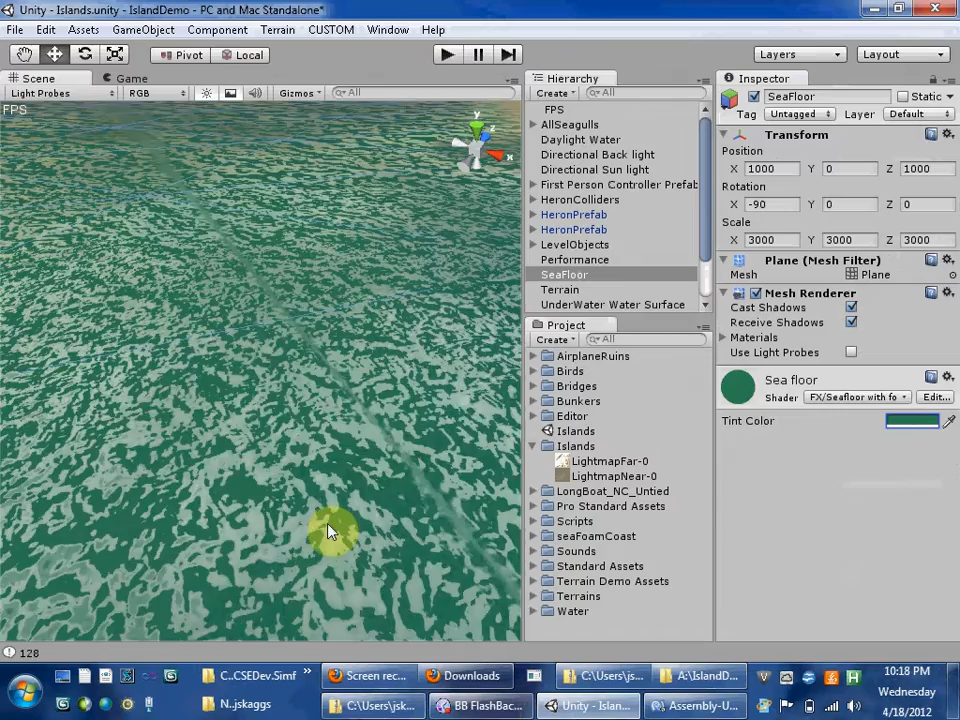 Unity - Islands.unity - IslandDemo - PC and Mac Standalone*
File Edit Assets GameObject Component Terrain CUSTOM Window Help
Pivot Local Layers Layout
Scene Game
Light Probes RGB Gizmos All
FPS
y
z
x
Hierarchy
Create All
FPS
AllSeagulls
Daylight Water
Directional Back light
Directional Sun light
First Person Controller Prefab
HeronColliders
HeronPrefab
HeronPrefab
LevelObjects
Performance
SeaFloor
Terrain
UnderWater Water Surface
Project
Create All
AirplaneRuins
Birds
Bridges
Bunkers
Editor
Islands
Islands
LightmapFar-0
LightmapNear-0
LongBoat_NC_Untied
Pro Standard Assets
Scripts
seaFoamCoast
Sounds
Standard Assets
Terrain Demo Assets
Terrains
Water
Inspector
SeaFloor Static
Tag Untagged Layer Default
Transform
Position
X 1000 Y 0 Z 1000
Rotation
X -90 Y 0 Z 0
Scale
X 3000 Y 3000 Z 3000
Plane (Mesh Filter)
Mesh Plane
Mesh Renderer
Cast Shadows
Receive Shadows
Materials
Use Light Probes
Sea floor
Shader FX/Seafloor with fo Edit...
Tint Color
128
C..CSEDev.Simf » Screen rec... Downloads C:\Users\js... A:\IslandD...
N..jskaggs C:\Users\jsk... BB FlashBac... Unity - Islan... Assembly-U...
10:18 PM
Wednesday
4/18/2012